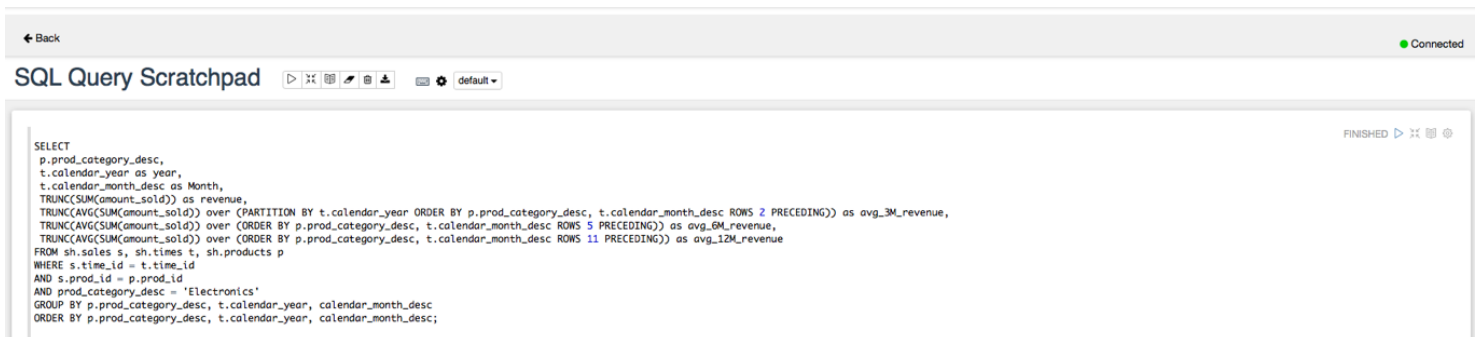 Back
Connected
SQL Query Scratchpad default
FINISHED
SELECT
p.prod_category_desc,
t.calendar_year as year,
t.calendar_month_desc as Month,
TRUNC(SUM(amount_sold)) as revenue,
TRUNC(AVG(SUM(amount_sold)) over (PARTITION BY t.calendar_year ORDER BY p.prod_category_desc, t.calendar_month_desc ROWS 2 PRECEDING)) as avg_3M_revenue,
TRUNC(AVG(SUM(amount_sold)) over (ORDER BY p.prod_category_desc, t.calendar_month_desc ROWS 5 PRECEDING)) as avg_6M_revenue,
TRUNC(AVG(SUM(amount_sold)) over (ORDER BY p.prod_category_desc, t.calendar_month_desc ROWS 11 PRECEDING)) as avg_12M_revenue
FROM sh.sales s, sh.times t, sh.products p
WHERE s.time_id = t.time_id
AND s.prod_id = p.prod_id
AND prod_category_desc = 'Electronics'
GROUP BY p.prod_category_desc, t.calendar_year, calendar_month_desc
ORDER BY p.prod_category_desc, t.calendar_year, calendar_month_desc;